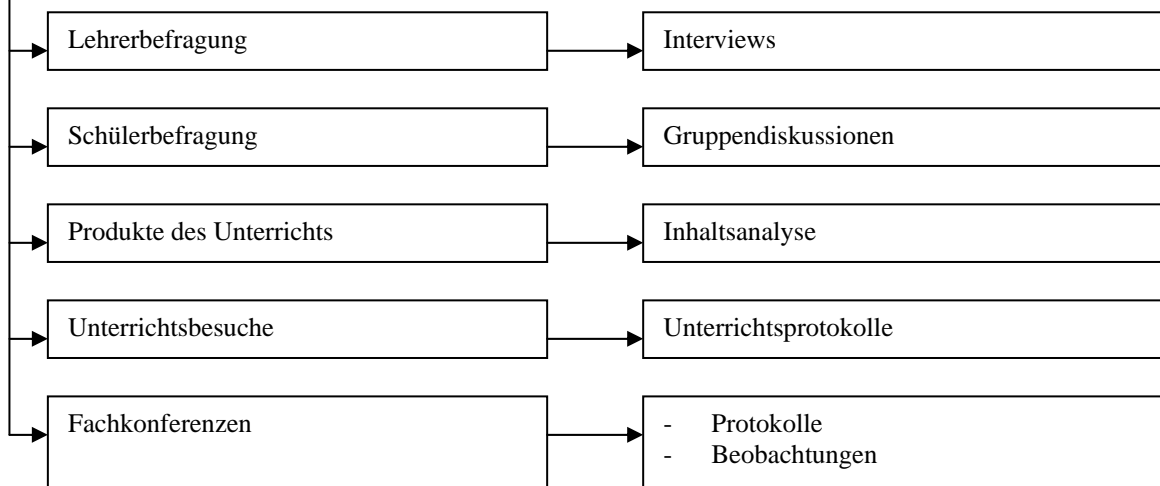 Lehrerbefragung
Interviews
Schülerbefragung
Gruppendiskussionen
Produkte des Unterrichts
Inhaltsanalyse
Unterrichtsbesuche
Unterrichtsprotokolle
Fachkonferenzen
- Protokolle
- Beobachtungen